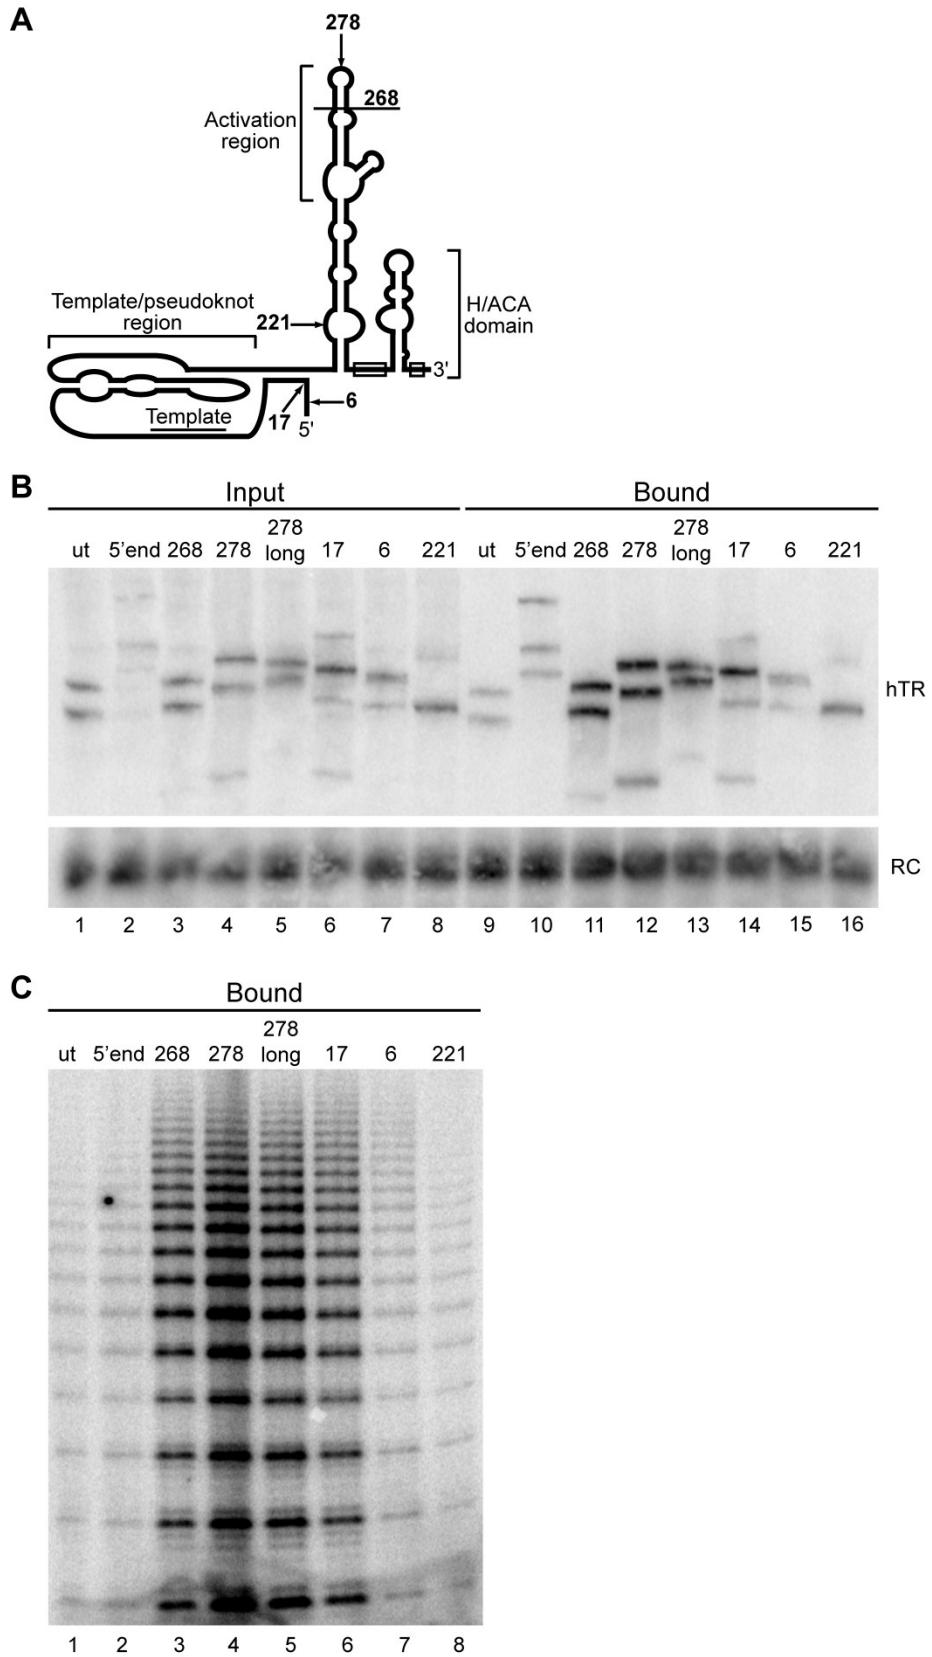 A
278
268
Activation
region
Template/pseudoknot
region
221
H/ACA
domain
3'
Template
17
6
5'
B
Input Bound
ut 5'end 268 278 278 long 17 6 221 ut 5'end 268 278 278 long 17 6 221
hTR
RC
1 2 3 4 5 6 7 8 9 10 11 12 13 14 15 16
C
Bound
ut 5'end 268 278 278 long 17 6 221
1 2 3 4 5 6 7 8